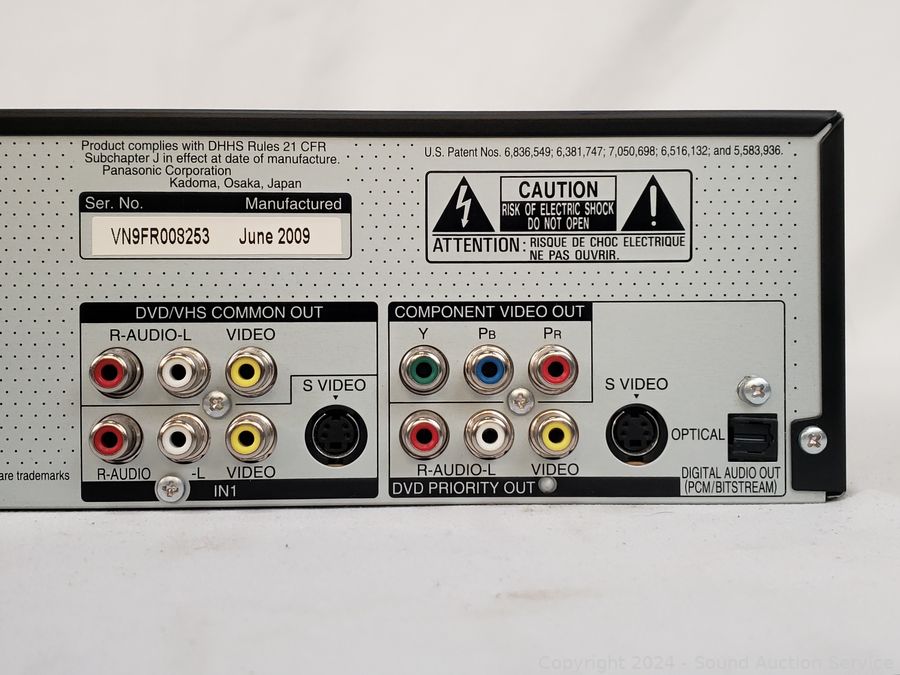 Product complies with DHHS Rules 21 CFR
Subchapter J in effect at date of manufacture.
Panasonic Corporation
Kadoma, Osaka, Japan
Ser. No. Manufactured
VN9FR008253 June 2009
U.S. Patent Nos. 6,836,549; 6,381,747; 7,050,698; 6,516,132; and 5,583,936.
CAUTION
RISK OF ELECTRIC SHOCK
DO NOT OPEN
ATTENTION: RISQUE DE CHOC ELECTRIQUE
NE PAS OUVRIR.
DVD/VHS COMMON OUT
R-AUDIO-L VIDEO
S VIDEO
R-AUDIO -L VIDEO
IN1
are trademarks
COMPONENT VIDEO OUT
Y PB PR
S VIDEO
R-AUDIO-L VIDEO
DVD PRIORITY OUT
OPTICAL
DIGITAL AUDIO OUT
(PCM/BITSTREAM)
Copyright 2024 - Sound Auction Service